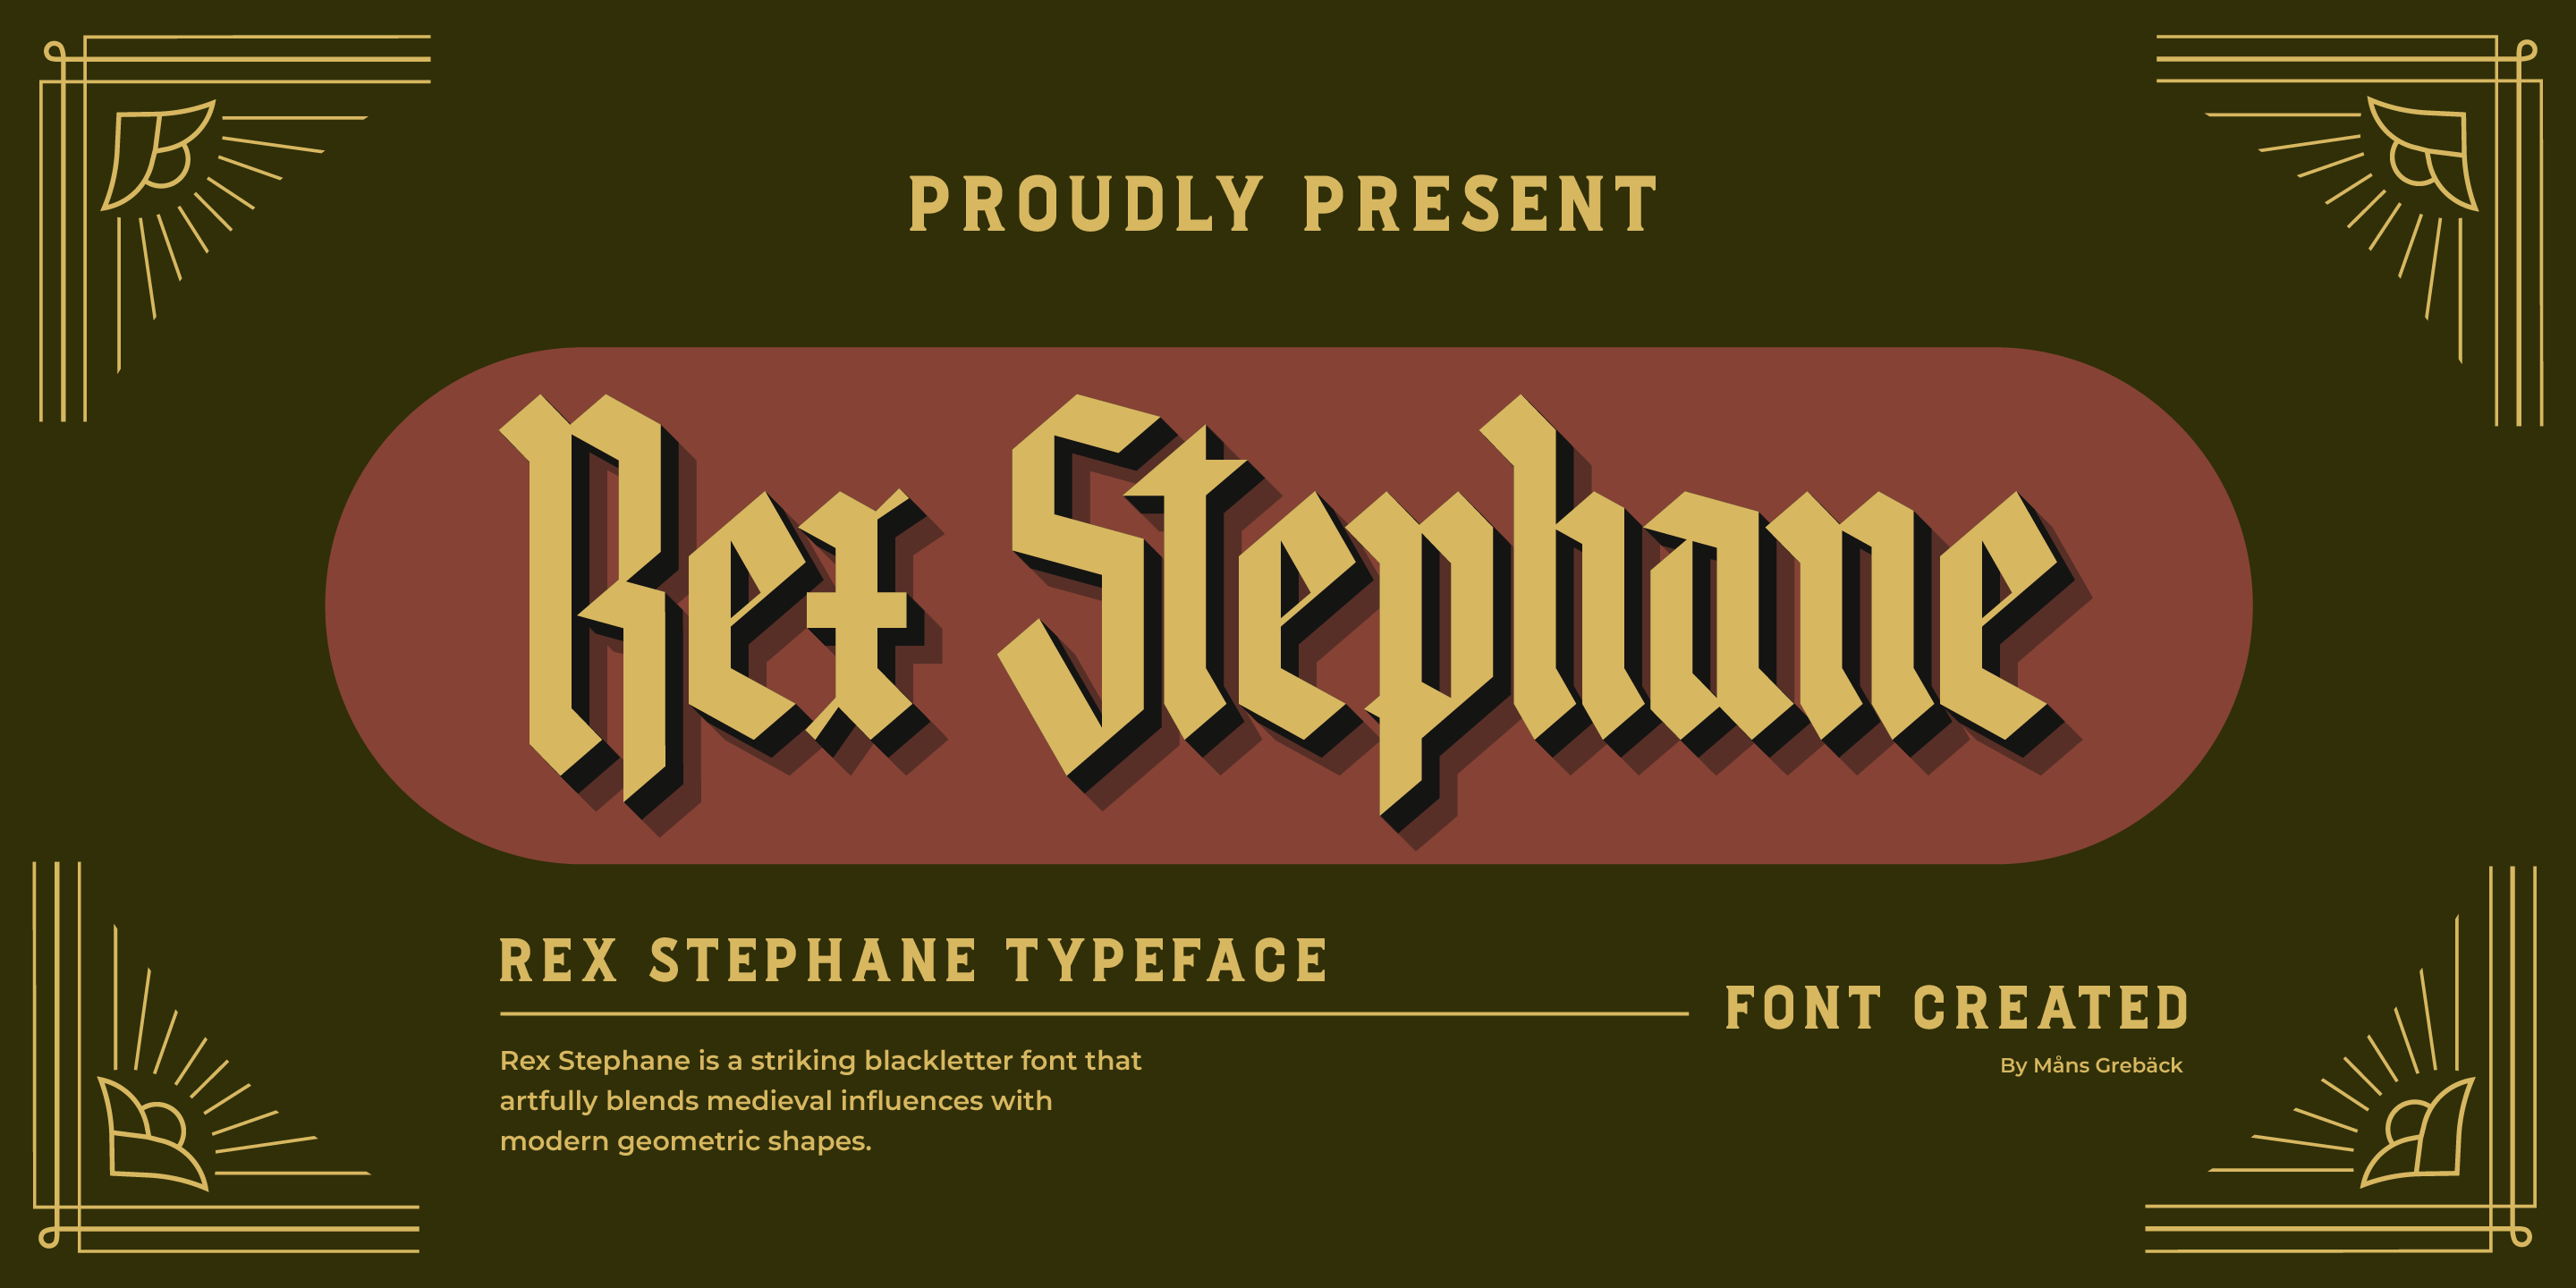 PROUDLY PRESENT
Rex Stephane
REX STEPHANE TYPEFACE
FONT CREATED
By Måns Grebäck
Rex Stephane is a striking blackletter font that
artfully blends medieval influences with
modern geometric shapes.